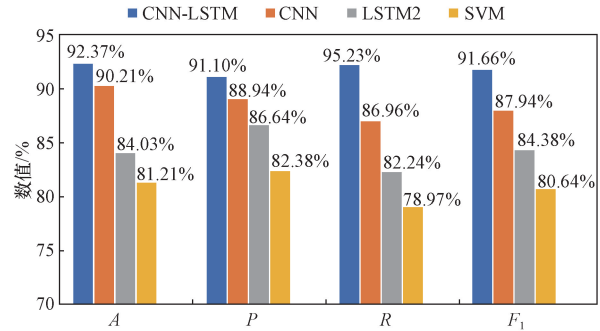 CNN-LSTM CNN LSTM2 SVM
95
90
85
80
75
70
数值/%
92.37% 90.21% 84.03% 81.21%
91.10% 88.94% 86.64% 82.38%
95.23% 86.96% 82.24% 78.97%
91.66% 87.94% 84.38% 80.64%
A P R F₁